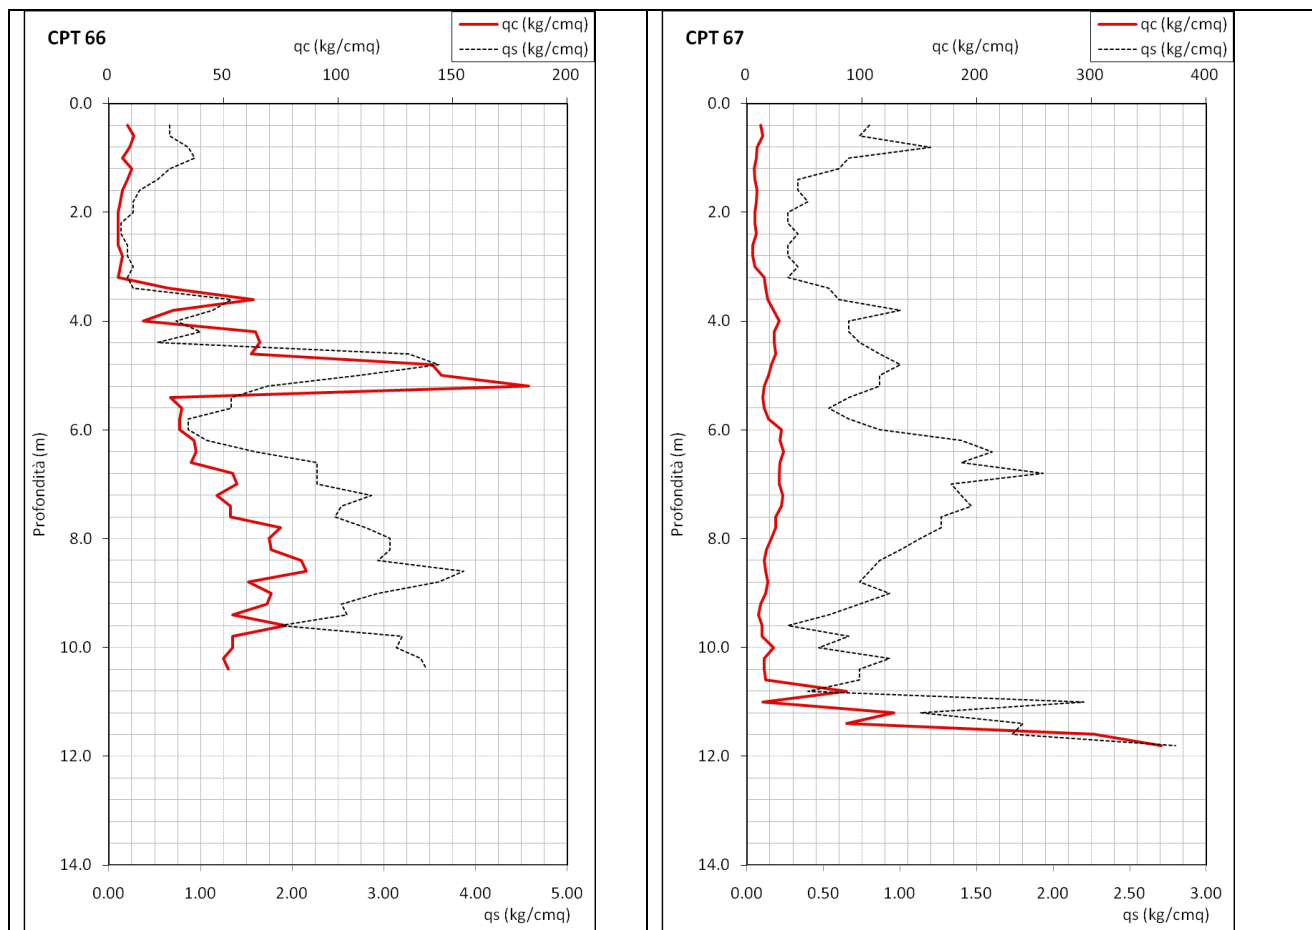 CPT 66
qc (kg/cmq)
qc (kg/cmq)
qs (kg/cmq)
0 50 100 150 200
0.0
2.0
4.0
6.0
8.0
10.0
12.0
14.0
Profondità (m)
0.00 1.00 2.00 3.00 4.00 5.00
qs (kg/cmq)
CPT 67
qc (kg/cmq)
qc (kg/cmq)
qs (kg/cmq)
0 100 200 300 400
0.0
2.0
4.0
6.0
8.0
10.0
12.0
14.0
Profondità (m)
0.00 0.50 1.00 1.50 2.00 2.50 3.00
qs (kg/cmq)